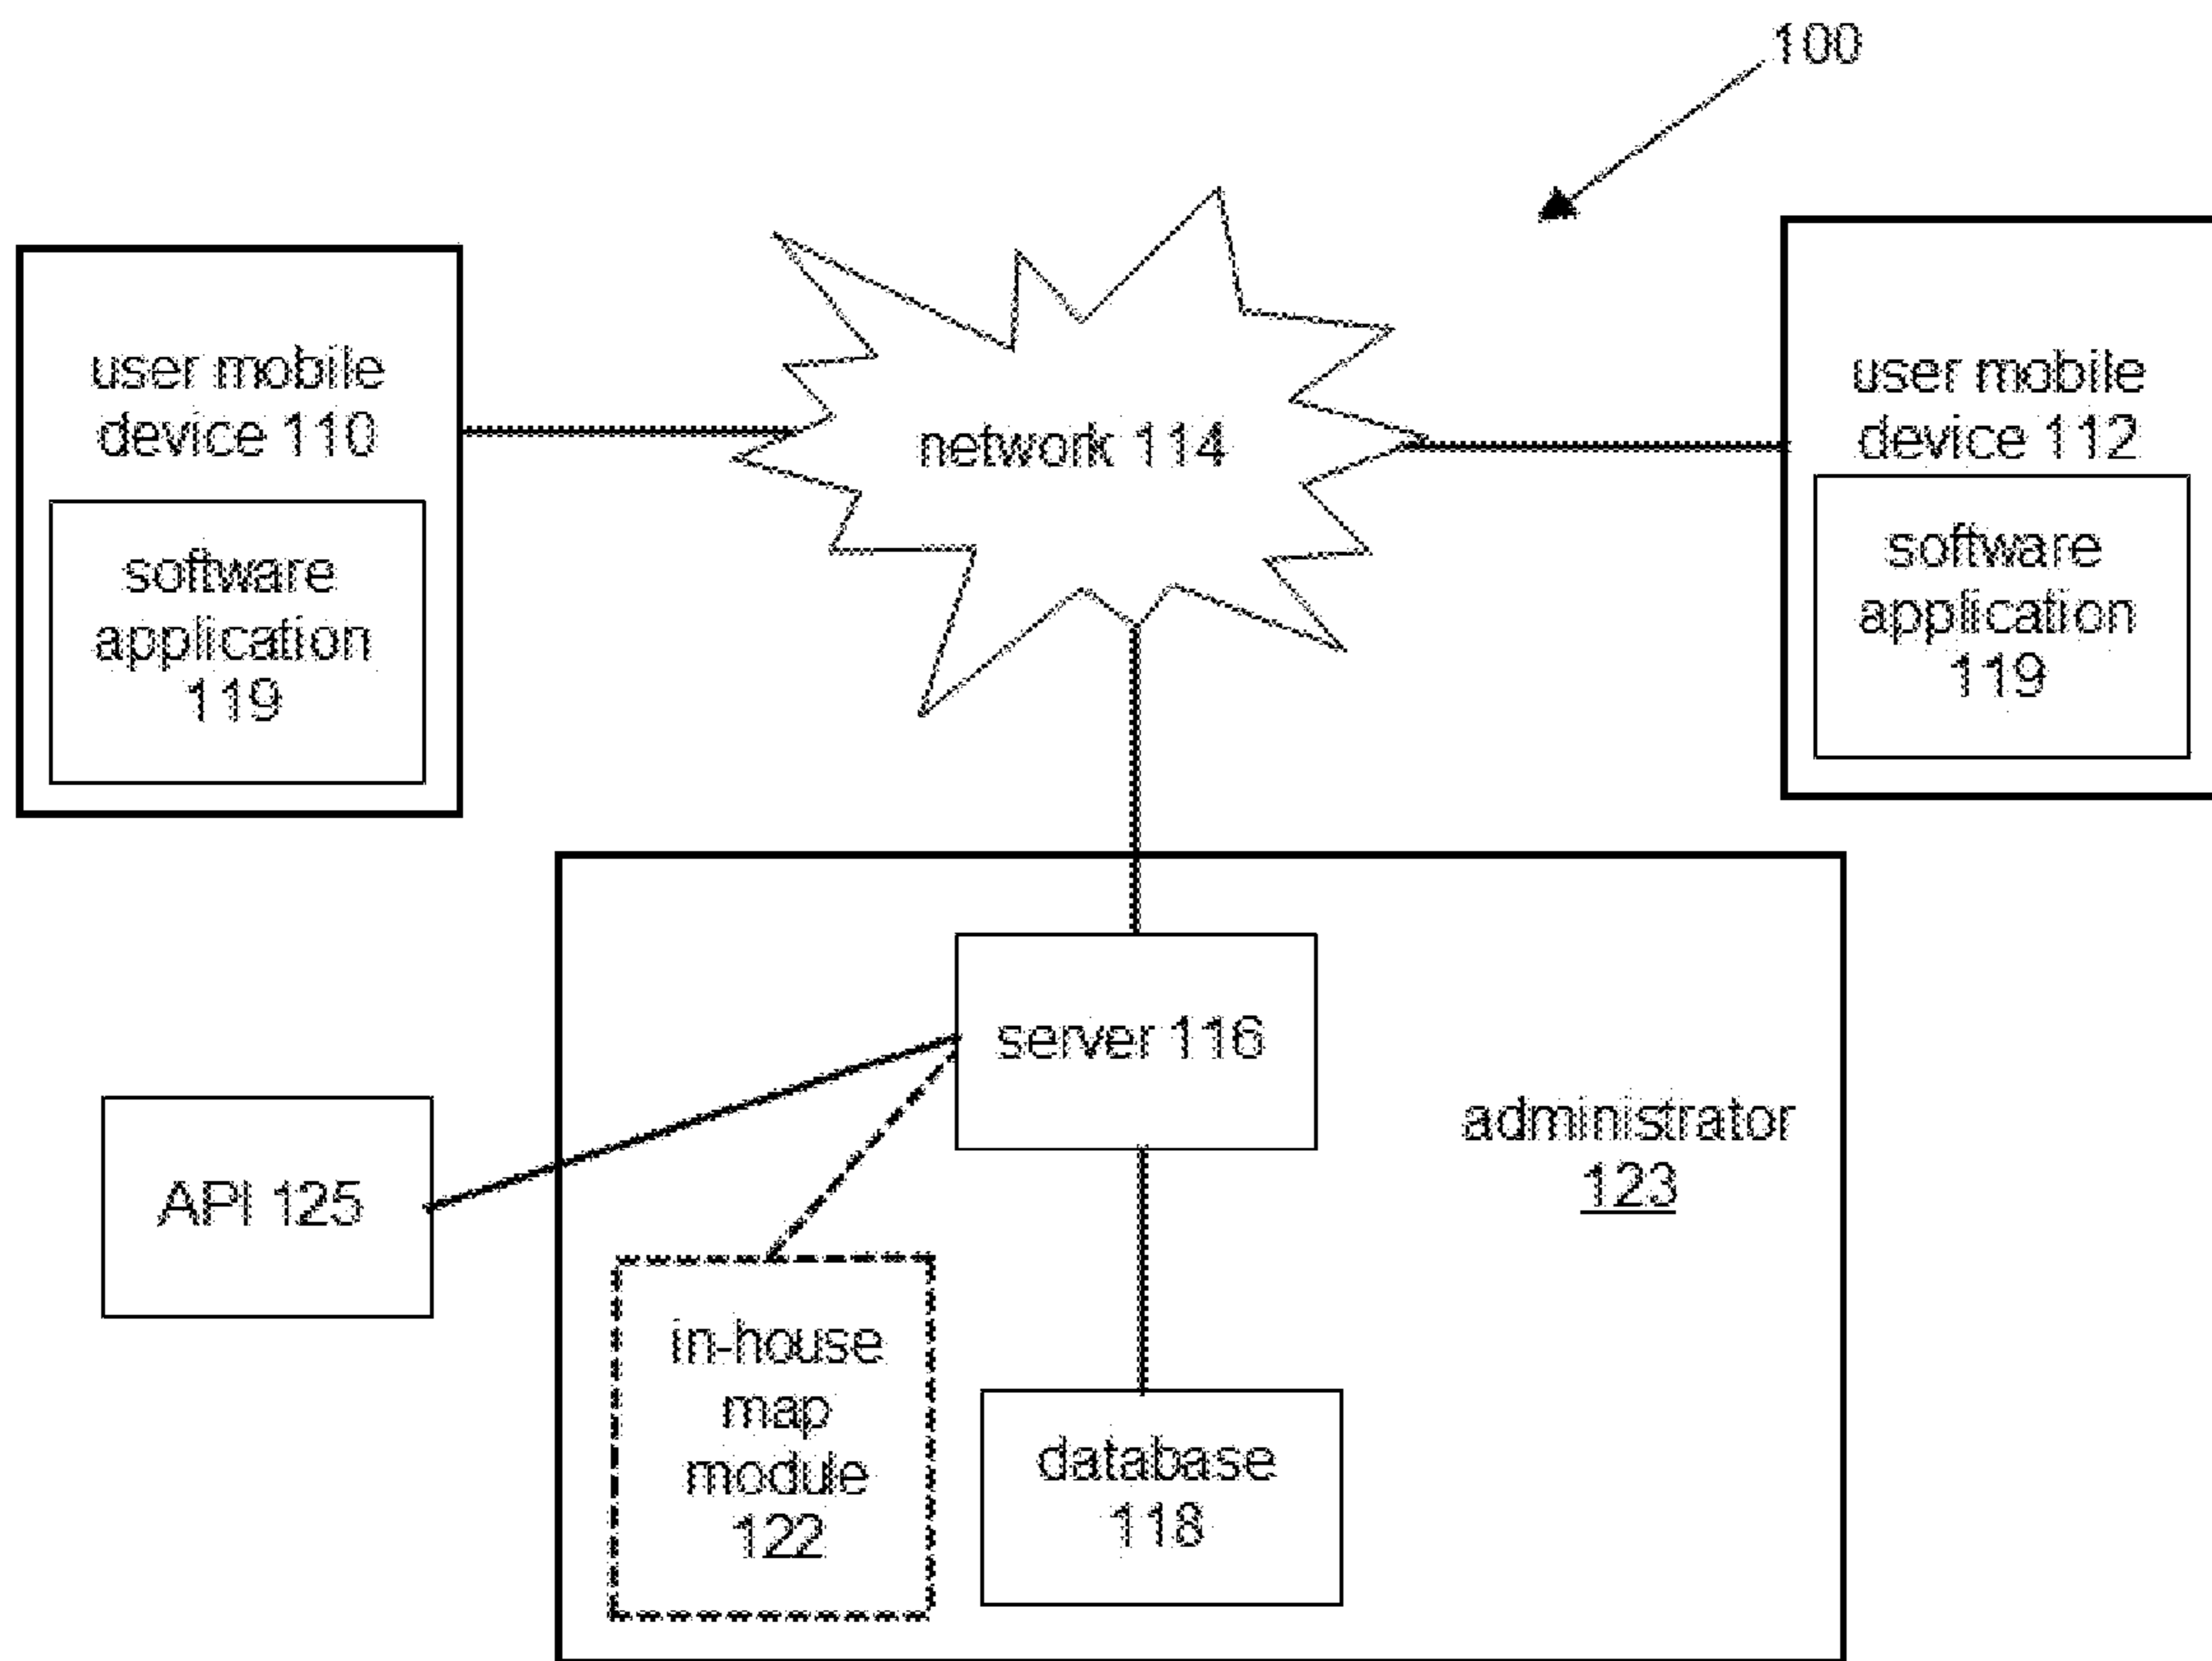 100
user mobile
device 110
software
application
119
network 114
user mobile
device 112
software
application
119
server 116
administrator
123
API 125
in-house
map
module
122
database
118